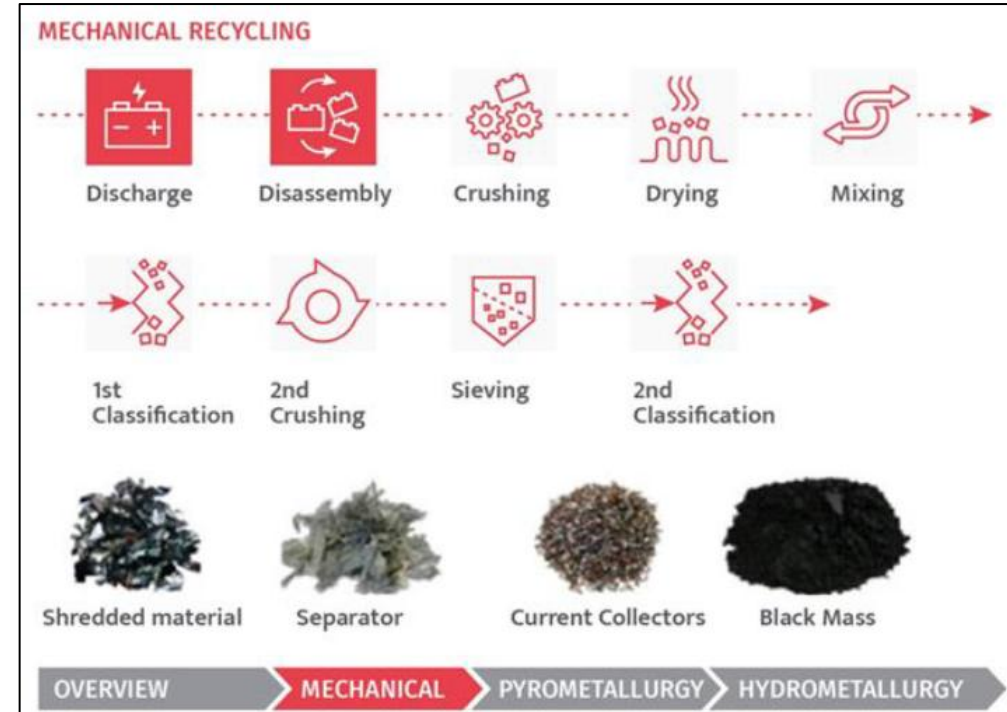 MECHANICAL RECYCLING
Discharge
Disassembly
Crushing
Drying
Mixing
1st
Classification
2nd
Crushing
Sieving
2nd
Classification
Shredded material
Separator
Current Collectors
Black Mass
OVERVIEW
MECHANICAL
PYROMETALLURGY
HYDROMETALLURGY